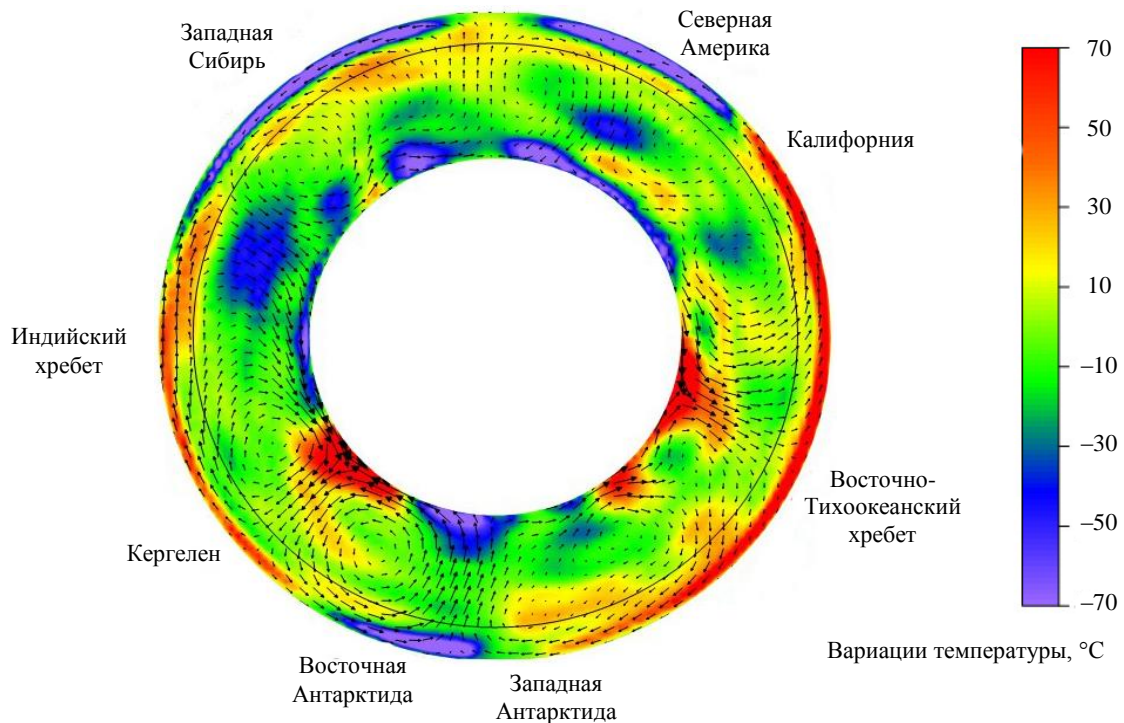 Западная
Сибирь
Северная
Америка
Калифорния
Индийский
хребет
Кергелен
Восточная
Антарктида
Западная
Антарктида
Восточно-
Тихоокеанский
хребет
70
50
30
10
–10
–30
–50
–70
Вариации температуры, °C